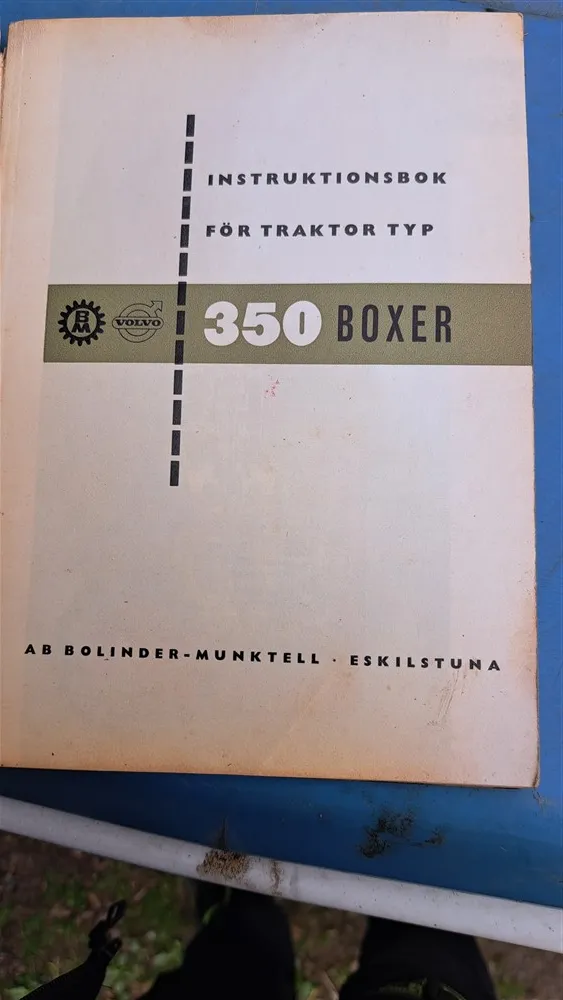 INSTRUKTIONSBOK
FÖR TRAKTOR TYP
BM VOLVO 350 BOXER
AB BOLINDER-MUNKTELL · ESKILSTUNA